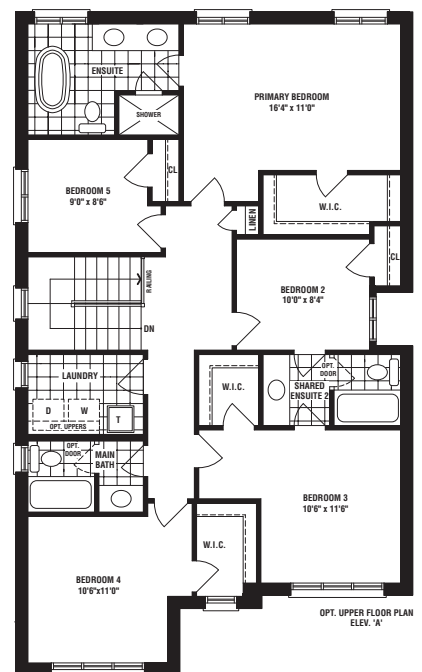 ENSUITE
PRIMARY BEDROOM
16'4" x 11'0"
SHOWER
CL
BEDROOM 5
9'0" x 8'6"
W.I.C.
LINEN
CL
RAILING
BEDROOM 2
10'0" x 8'4"
DN
LAUNDRY
OPT.
DOOR
W.I.C.
SHARED
ENSUITE 2
D
W
T
OPT. UPPERS
OPT.
DOOR
MAIN
BATH
BEDROOM 3
10'6" x 11'6"
W.I.C.
BEDROOM 4
10'6"x11'0"
OPT. UPPER FLOOR PLAN
ELEV. 'A'